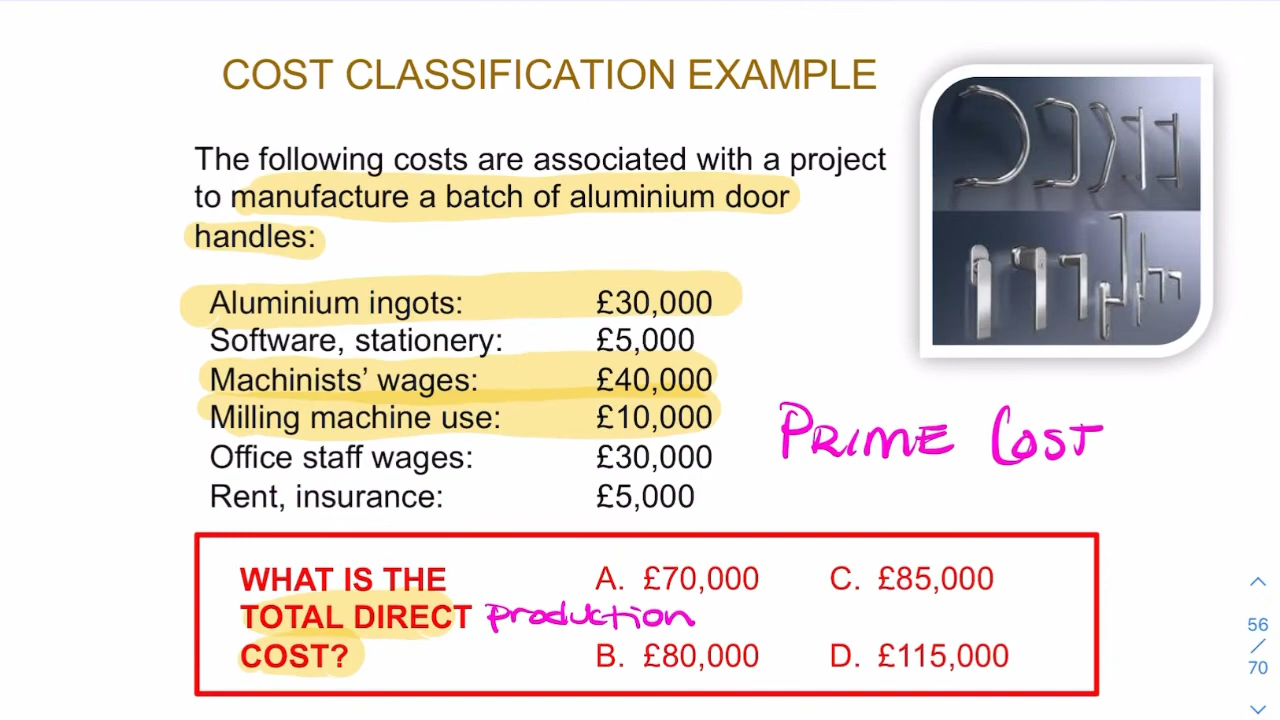 COST CLASSIFICATION EXAMPLE
The following costs are associated with a project
to manufacture a batch of aluminium door
handles:
Aluminium ingots: £30,000
Software, stationery: £5,000
Machinists’ wages: £40,000
Milling machine use: £10,000
Office staff wages: £30,000
Rent, insurance: £5,000
PRIME COST
WHAT IS THE
TOTAL DIRECT production
COST?
A. £70,000 C. £85,000
B. £80,000 D. £115,000
56
/
70